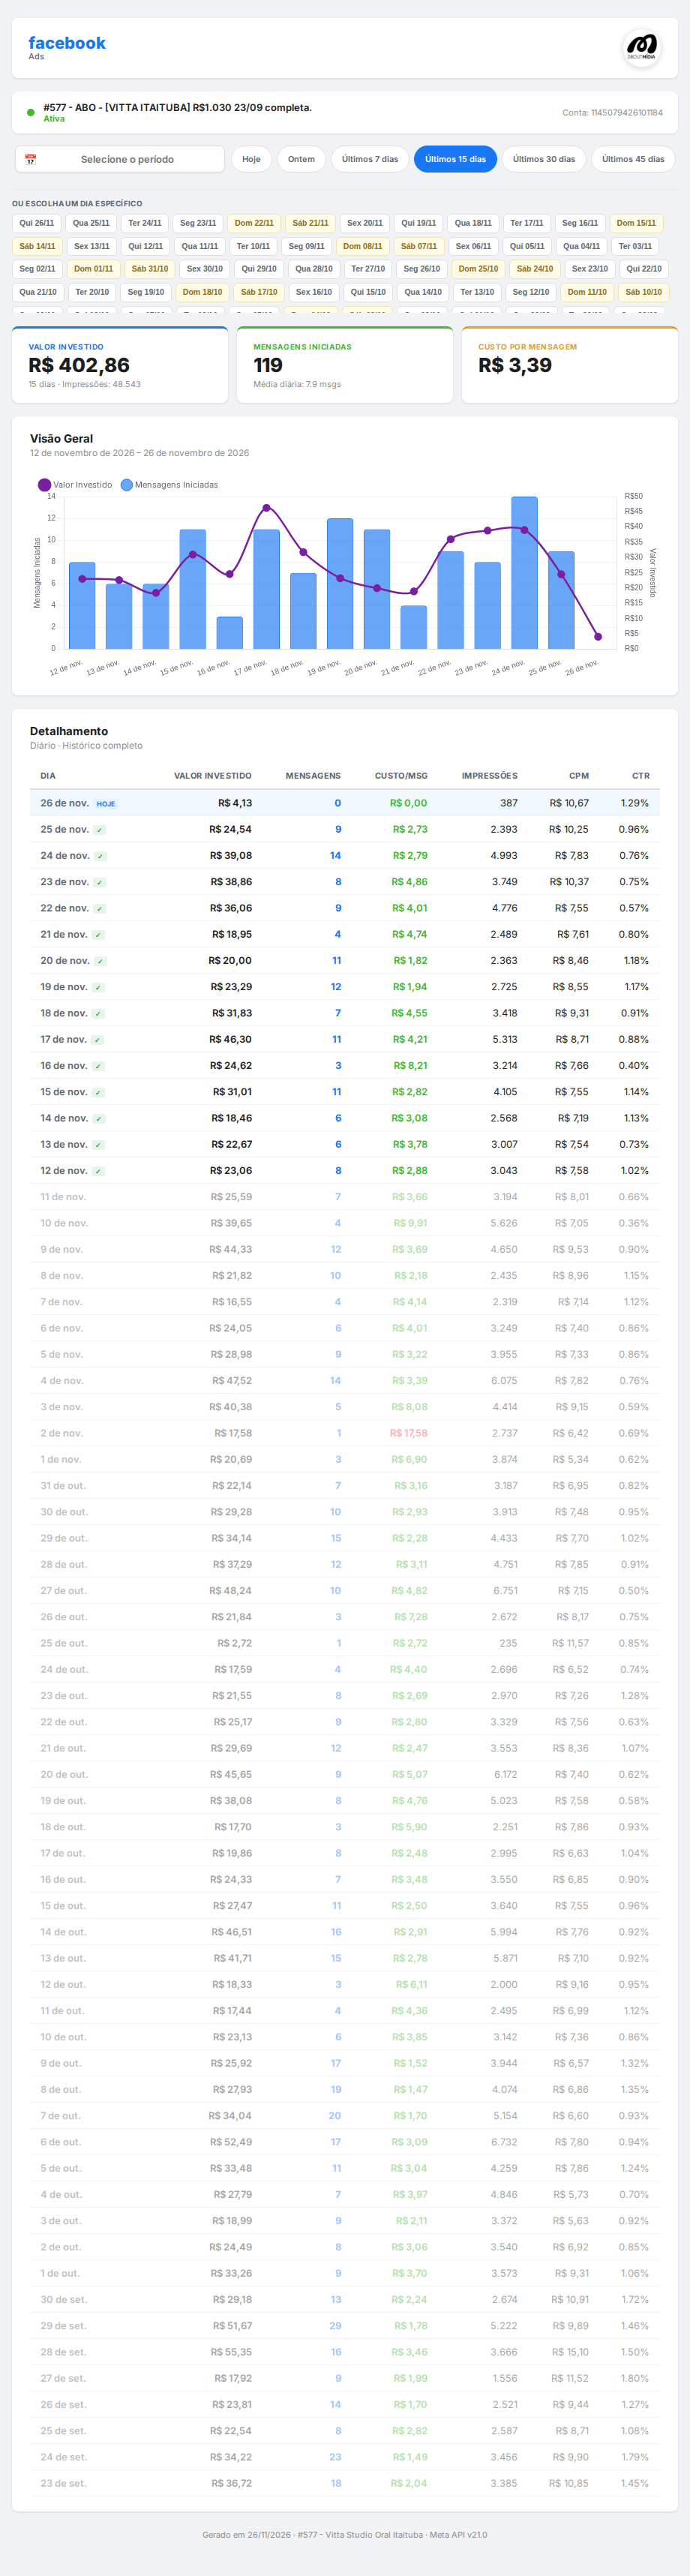 facebook
Ads
ABOUTMÍDIA
#577 - ABO - [VITTA ITAITUBA] R$1.030 23/09 completa.
Ativa
Conta: 1145079426101184
Selecione o período Hoje Ontem Últimos 7 dias Últimos 15 dias Últimos 30 dias Últimos 45 dias
OU ESCOLHA UM DIA ESPECÍFICO
Qui 26/11 Qua 25/11 Ter 24/11 Seg 23/11 Dom 22/11 Sáb 21/11 Sex 20/11 Qui 19/11 Qua 18/11 Ter 17/11 Seg 16/11 Dom 15/11
Sáb 14/11 Sex 13/11 Qui 12/11 Qua 11/11 Ter 10/11 Seg 09/11 Dom 08/11 Sáb 07/11 Sex 06/11 Qui 05/11 Qua 04/11 Ter 03/11
Seg 02/11 Dom 01/11 Sáb 31/10 Sex 30/10 Qui 29/10 Qua 28/10 Ter 27/10 Seg 26/10 Dom 25/10 Sáb 24/10 Sex 23/10 Qui 22/10
Qua 21/10 Ter 20/10 Seg 19/10 Dom 18/10 Sáb 17/10 Sex 16/10 Qui 15/10 Qua 14/10 Ter 13/10 Seg 12/10 Dom 11/10 Sáb 10/10
VALOR INVESTIDO
R$ 402,86
15 dias · Impressões: 48.543
MENSAGENS INICIADAS
119
Média diária: 7.9 msgs
CUSTO POR MENSAGEM
R$ 3,39
Visão Geral
12 de novembro de 2026 – 26 de novembro de 2026
Valor Investido Mensagens Iniciadas
Mensagens Iniciadas
14
12
10
8
6
4
2
0
R$50
R$45
R$40
R$35
R$30
R$25
R$20
R$15
R$10
R$5
R$0
Valor Investido
12 de nov. 13 de nov. 14 de nov. 15 de nov. 16 de nov. 17 de nov. 18 de nov. 19 de nov. 20 de nov. 21 de nov. 22 de nov. 23 de nov. 24 de nov. 25 de nov. 26 de nov.
Detalhamento
Diário · Histórico completo
DIA VALOR INVESTIDO MENSAGENS CUSTO/MSG IMPRESSÕES CPM CTR
26 de nov. HOJE R$ 4,13 0 R$ 0,00 387 R$ 10,67 1.29%
25 de nov. ✓ R$ 24,54 9 R$ 2,73 2.393 R$ 10,25 0.96%
24 de nov. ✓ R$ 39,08 14 R$ 2,79 4.993 R$ 7,83 0.76%
23 de nov. ✓ R$ 38,86 8 R$ 4,86 3.749 R$ 10,37 0.75%
22 de nov. ✓ R$ 36,06 9 R$ 4,01 4.776 R$ 7,55 0.57%
21 de nov. ✓ R$ 18,95 4 R$ 4,74 2.489 R$ 7,61 0.80%
20 de nov. ✓ R$ 20,00 11 R$ 1,82 2.363 R$ 8,46 1.18%
19 de nov. ✓ R$ 23,29 12 R$ 1,94 2.725 R$ 8,55 1.17%
18 de nov. ✓ R$ 31,83 7 R$ 4,55 3.418 R$ 9,31 0.91%
17 de nov. ✓ R$ 46,30 11 R$ 4,21 5.313 R$ 8,71 0.88%
16 de nov. ✓ R$ 24,62 3 R$ 8,21 3.214 R$ 7,66 0.40%
15 de nov. ✓ R$ 31,01 11 R$ 2,82 4.105 R$ 7,55 1.14%
14 de nov. ✓ R$ 18,46 6 R$ 3,08 2.568 R$ 7,19 1.13%
13 de nov. ✓ R$ 22,67 6 R$ 3,78 3.007 R$ 7,54 0.73%
12 de nov. ✓ R$ 23,06 8 R$ 2,88 3.043 R$ 7,58 1.02%
11 de nov. R$ 25,59 7 R$ 3,66 3.194 R$ 8,01 0.66%
10 de nov. R$ 39,65 4 R$ 9,91 5.626 R$ 7,05 0.36%
9 de nov. R$ 44,33 12 R$ 3,69 4.650 R$ 9,53 0.90%
8 de nov. R$ 21,82 10 R$ 2,18 2.435 R$ 8,96 1.15%
7 de nov. R$ 16,55 4 R$ 4,14 2.319 R$ 7,14 1.12%
6 de nov. R$ 24,05 6 R$ 4,01 3.249 R$ 7,40 0.86%
5 de nov. R$ 28,98 9 R$ 3,22 3.955 R$ 7,33 0.86%
4 de nov. R$ 47,52 14 R$ 3,39 6.075 R$ 7,82 0.76%
3 de nov. R$ 40,38 5 R$ 8,08 4.414 R$ 9,15 0.59%
2 de nov. R$ 17,58 1 R$ 17,58 2.737 R$ 6,42 0.69%
1 de nov. R$ 20,69 3 R$ 6,90 3.874 R$ 5,34 0.62%
31 de out. R$ 22,14 7 R$ 3,16 3.187 R$ 6,95 0.82%
30 de out. R$ 29,28 10 R$ 2,93 3.913 R$ 7,48 0.95%
29 de out. R$ 34,14 15 R$ 2,28 4.433 R$ 7,70 1.02%
28 de out. R$ 37,29 12 R$ 3,11 4.751 R$ 7,85 0.91%
27 de out. R$ 48,24 10 R$ 4,82 6.751 R$ 7,15 0.50%
26 de out. R$ 21,84 3 R$ 7,28 2.672 R$ 8,17 0.75%
25 de out. R$ 2,72 1 R$ 2,72 235 R$ 11,57 0.85%
24 de out. R$ 17,59 4 R$ 4,40 2.696 R$ 6,52 0.74%
23 de out. R$ 21,55 8 R$ 2,69 2.970 R$ 7,26 1.28%
22 de out. R$ 25,17 9 R$ 2,80 3.329 R$ 7,56 0.63%
21 de out. R$ 29,69 12 R$ 2,47 3.553 R$ 8,36 1.07%
20 de out. R$ 45,65 9 R$ 5,07 6.172 R$ 7,40 0.62%
19 de out. R$ 38,08 8 R$ 4,76 5.023 R$ 7,58 0.58%
18 de out. R$ 17,70 3 R$ 5,90 2.251 R$ 7,86 0.93%
17 de out. R$ 19,86 8 R$ 2,48 2.995 R$ 6,63 1.04%
16 de out. R$ 24,33 7 R$ 3,48 3.550 R$ 6,85 0.90%
15 de out. R$ 27,47 11 R$ 2,50 3.640 R$ 7,55 0.96%
14 de out. R$ 46,51 16 R$ 2,91 5.994 R$ 7,76 0.92%
13 de out. R$ 41,71 15 R$ 2,78 5.871 R$ 7,10 0.92%
12 de out. R$ 18,33 3 R$ 6,11 2.000 R$ 9,16 0.95%
11 de out. R$ 17,44 4 R$ 4,36 2.495 R$ 6,99 1.12%
10 de out. R$ 23,13 6 R$ 3,85 3.142 R$ 7,36 0.86%
9 de out. R$ 25,92 17 R$ 1,52 3.944 R$ 6,57 1.32%
8 de out. R$ 27,93 19 R$ 1,47 4.074 R$ 6,86 1.35%
7 de out. R$ 34,04 20 R$ 1,70 5.154 R$ 6,60 0.93%
6 de out. R$ 52,49 17 R$ 3,09 6.732 R$ 7,80 0.94%
5 de out. R$ 33,48 11 R$ 3,04 4.259 R$ 7,86 1.24%
4 de out. R$ 27,79 7 R$ 3,97 4.846 R$ 5,73 0.70%
3 de out. R$ 18,99 9 R$ 2,11 3.372 R$ 5,63 0.92%
2 de out. R$ 24,49 8 R$ 3,06 3.540 R$ 6,92 0.85%
1 de out. R$ 33,26 9 R$ 3,70 3.573 R$ 9,31 1.06%
30 de set. R$ 29,18 13 R$ 2,24 2.674 R$ 10,91 1.72%
29 de set. R$ 51,67 29 R$ 1,78 5.222 R$ 9,89 1.46%
28 de set. R$ 55,35 16 R$ 3,46 3.666 R$ 15,10 1.50%
27 de set. R$ 17,92 9 R$ 1,99 1.556 R$ 11,52 1.80%
26 de set. R$ 23,81 14 R$ 1,70 2.521 R$ 9,44 1.27%
25 de set. R$ 22,54 8 R$ 2,82 2.587 R$ 8,71 1.08%
24 de set. R$ 34,22 23 R$ 1,49 3.456 R$ 9,90 1.79%
23 de set. R$ 36,72 18 R$ 2,04 3.385 R$ 10,85 1.45%
Gerado em 26/11/2026 · #577 - Vitta Studio Oral Itaituba · Meta API v21.0